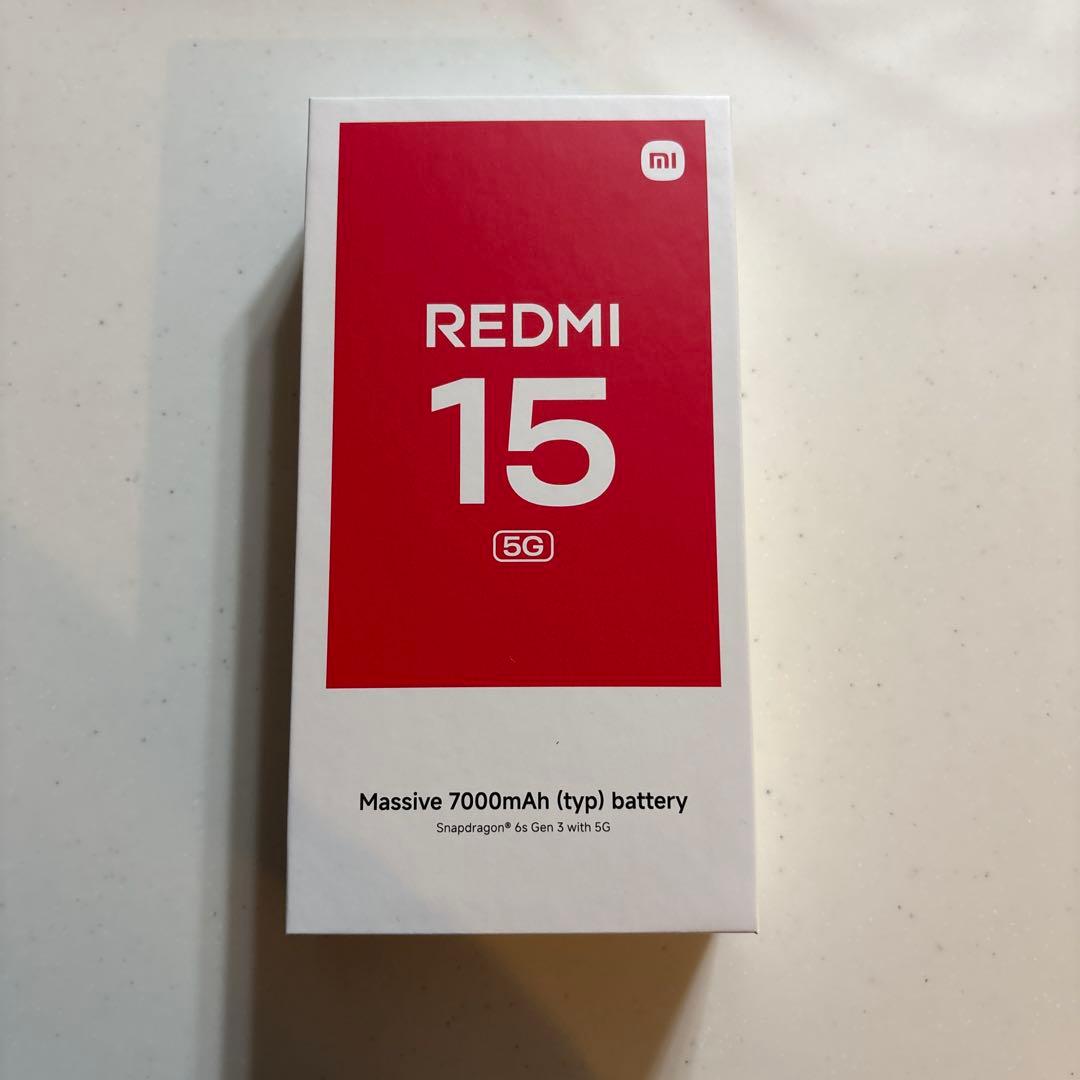 mi
REDMI
15
5G
Massive 7000mAh (typ) battery
Snapdragon® 6s Gen 3 with 5G